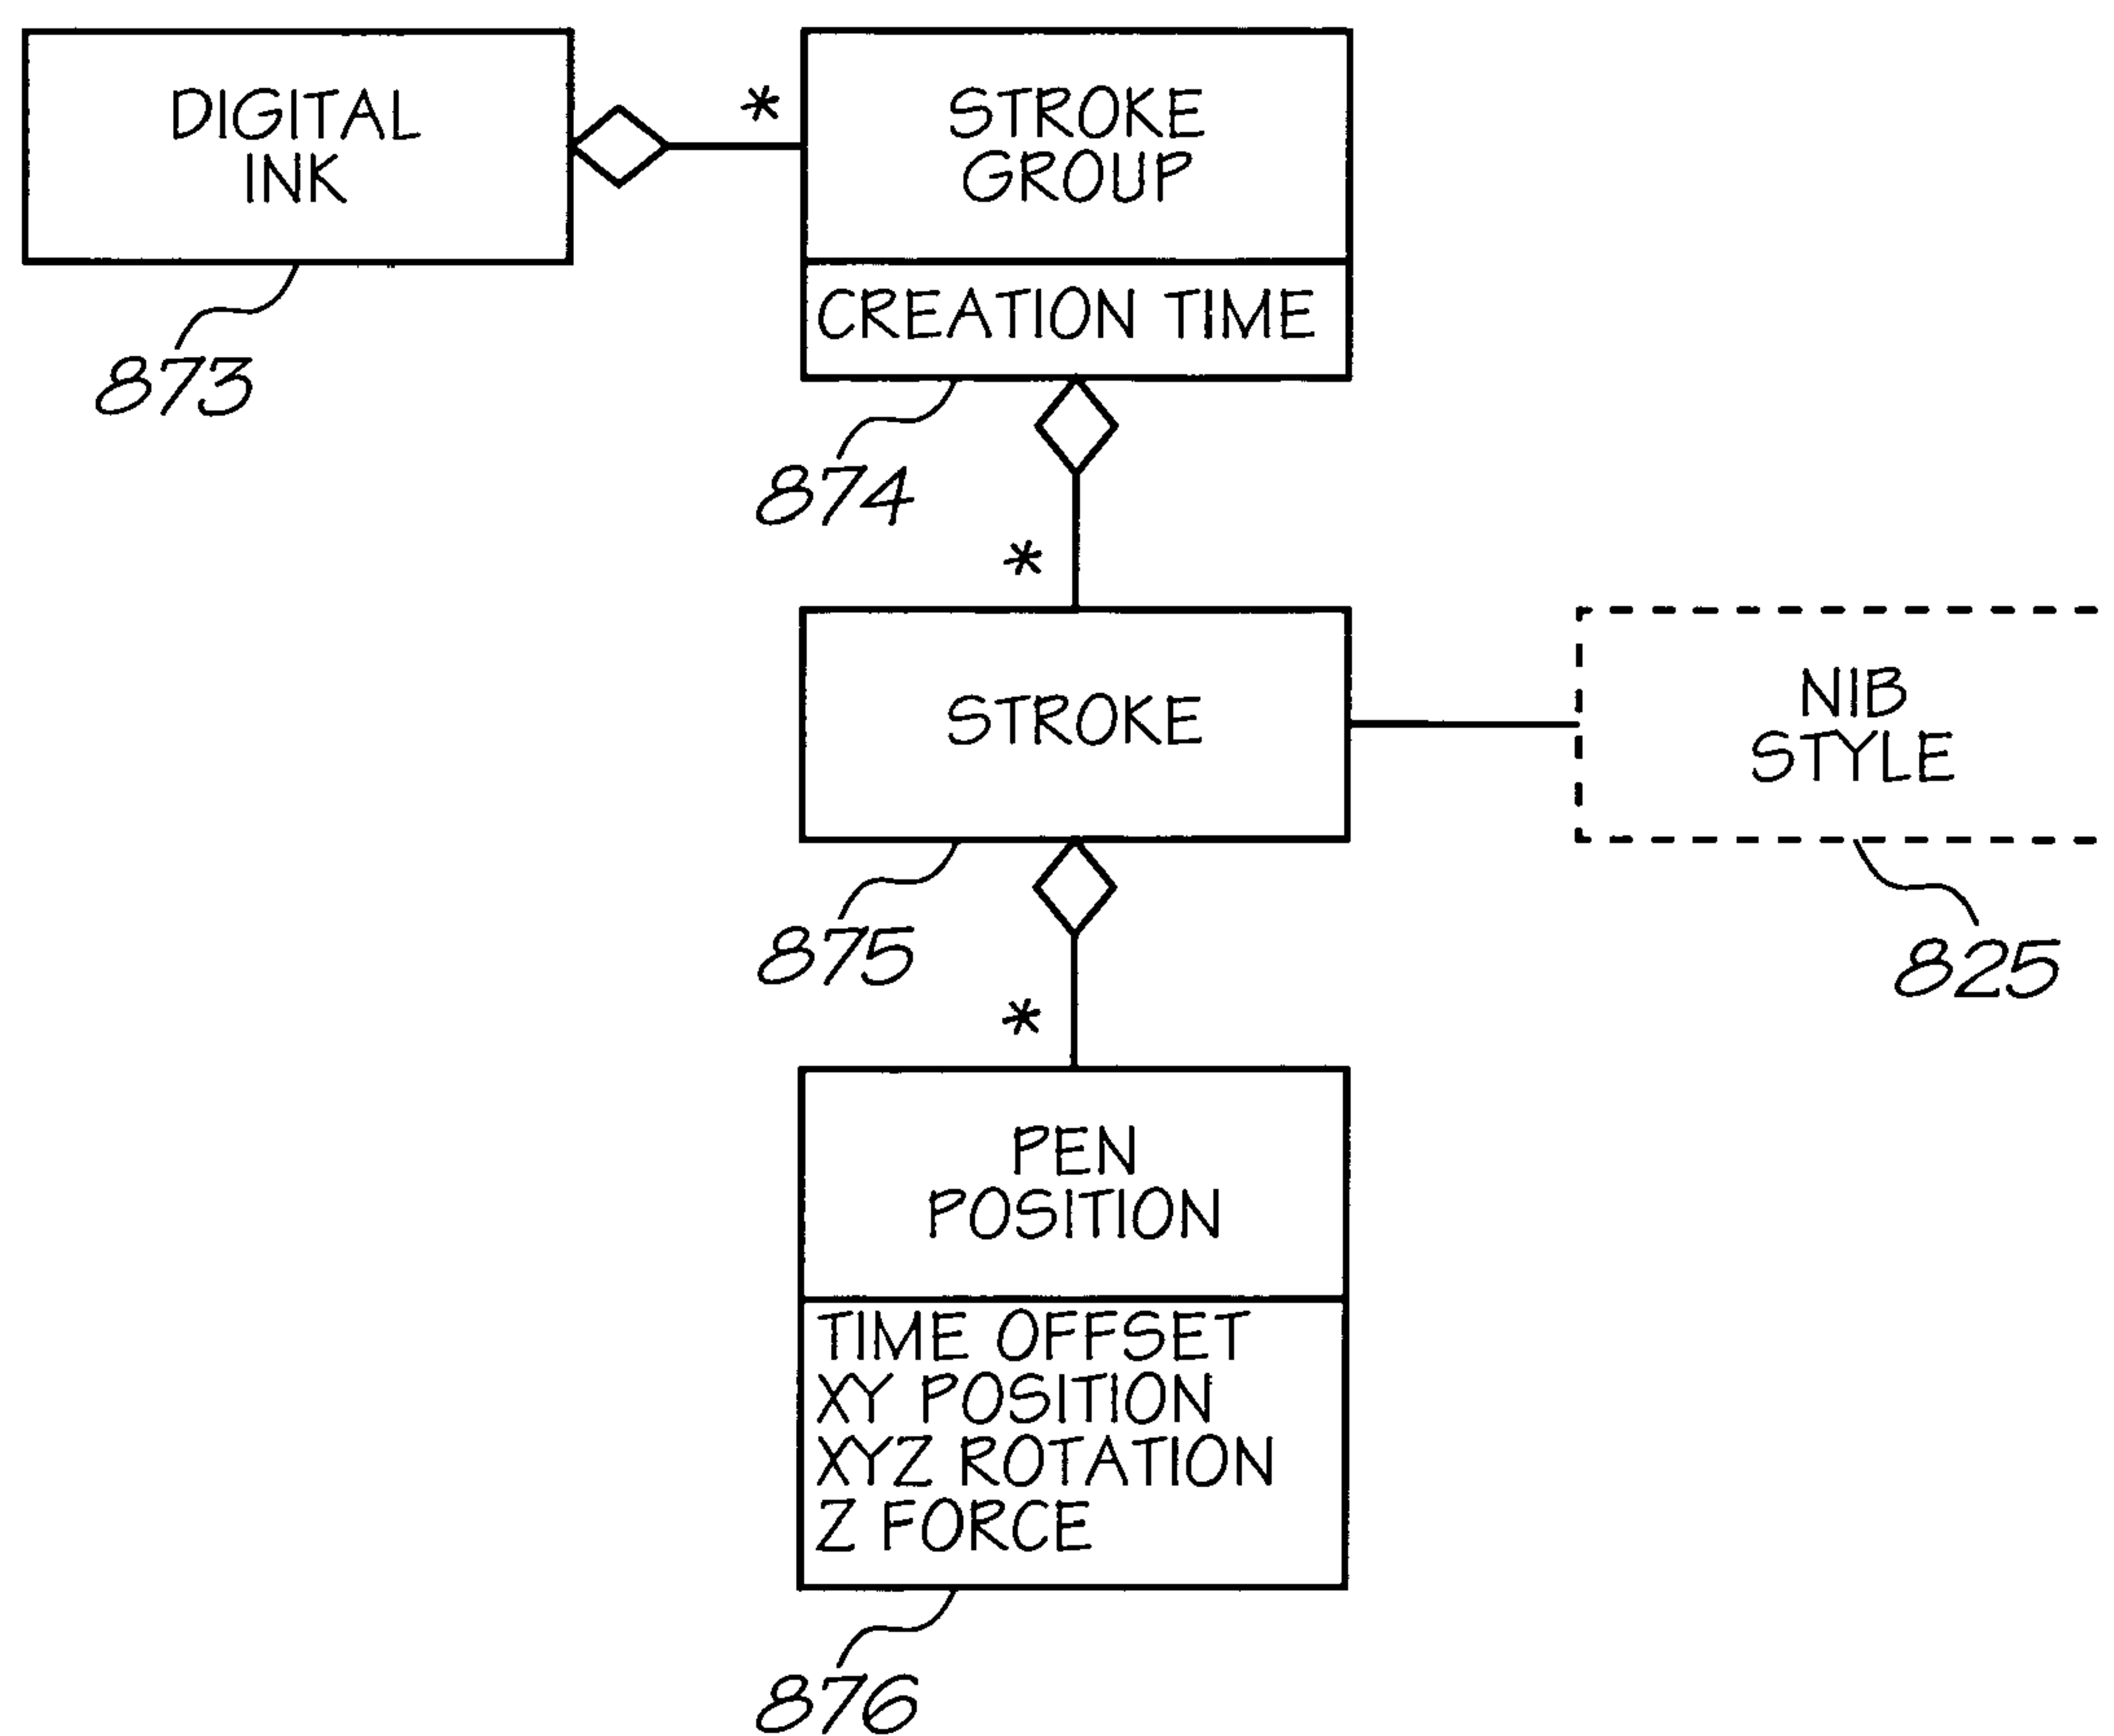 DIGITAL
INK
*
STROKE
GROUP
CREATION TIME
873
874
*
STROKE
NIB
STYLE
875
825
*
PEN
POSITION
TIME OFFSET
XY POSITION
XYZ ROTATION
Z FORCE
876